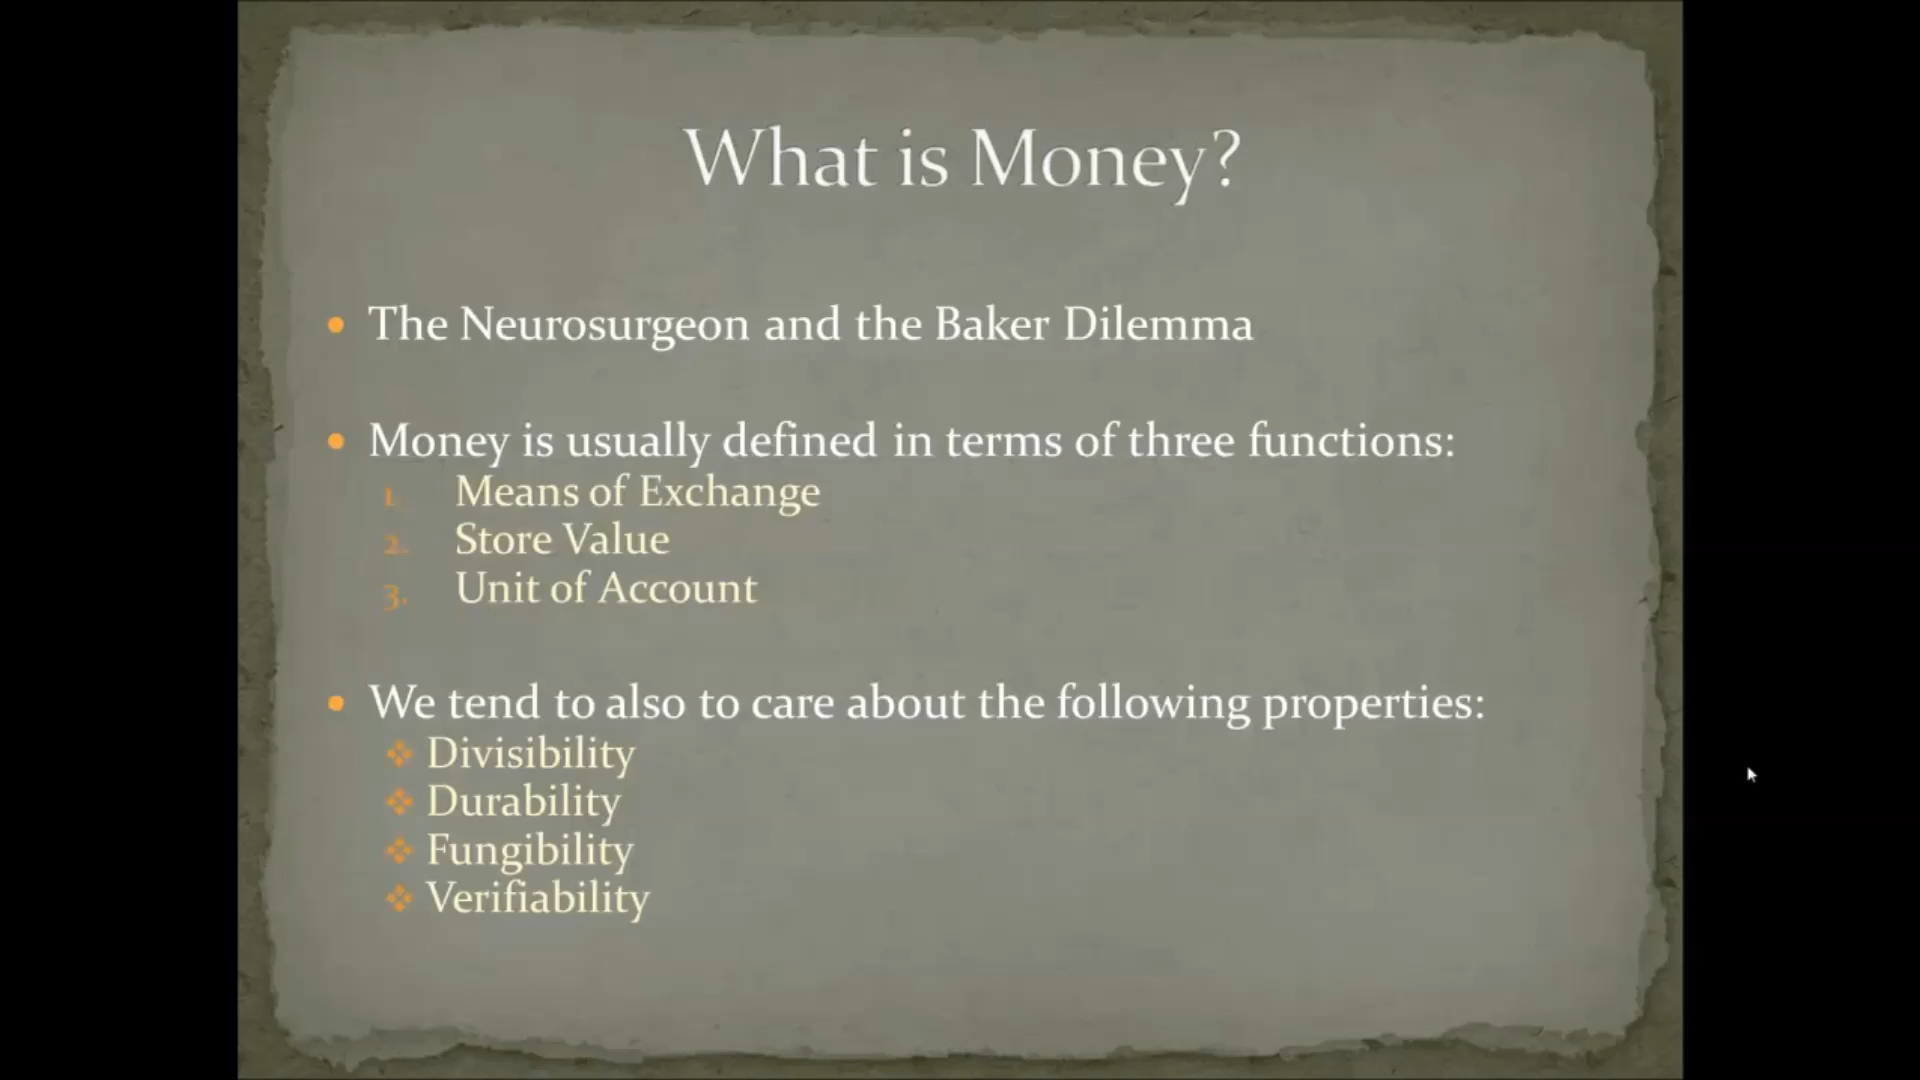 What is Money?
• The Neurosurgeon and the Baker Dilemma
• Money is usually defined in terms of three functions:
1. Means of Exchange
2. Store Value
3. Unit of Account
• We tend to also to care about the following properties:
❖ Divisibility
❖ Durability
❖ Fungibility
❖ Verifiability